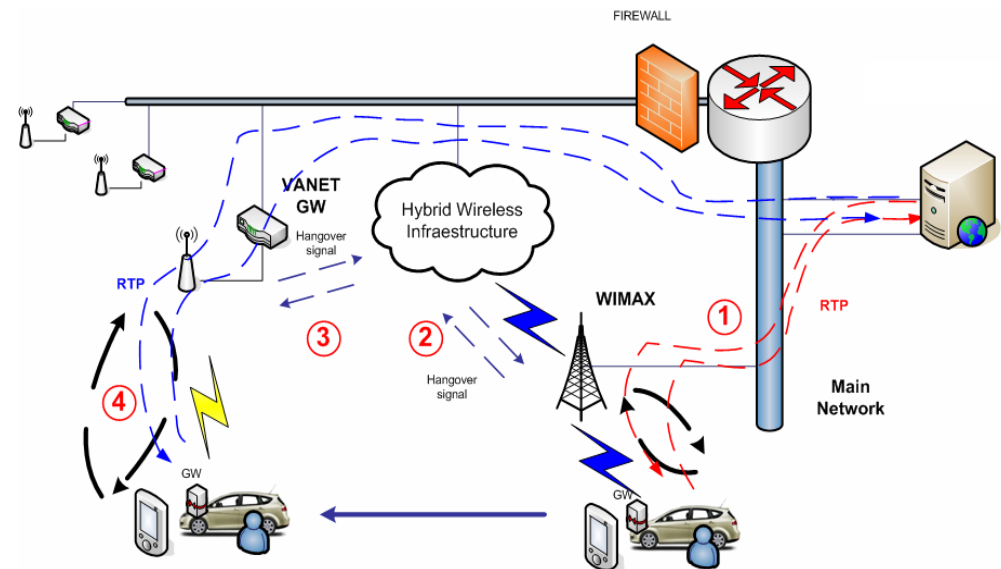 FIREWALL
VANET
GW
Hybrid Wireless
Infraestructure
Hangover
signal
RTP
WIMAX
1
RTP
3
2
Hangover
signal
Main
Network
4
GW
GW